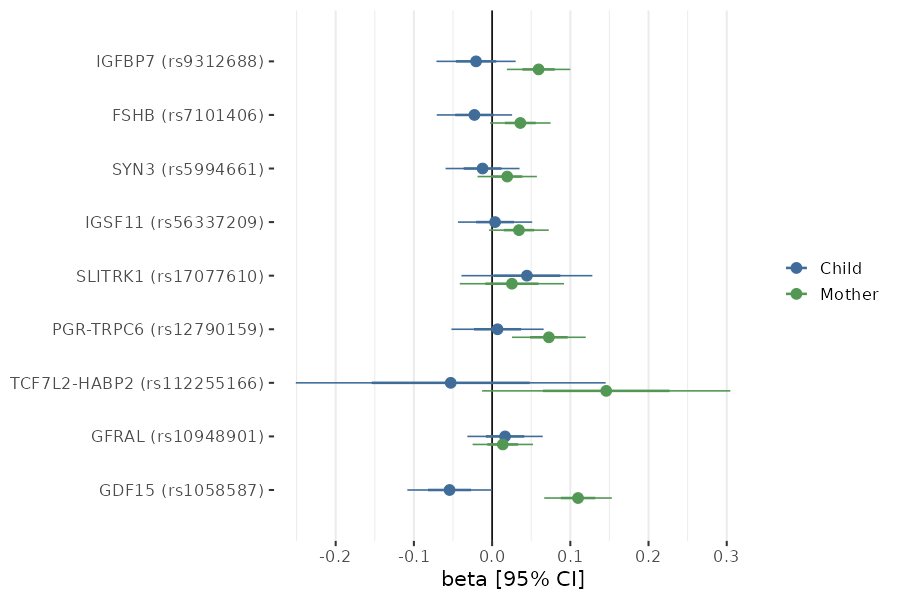 IGFBP7 (rs9312688)
FSHB (rs7101406)
SYN3 (rs5994661)
IGSF11 (rs56337209)
SLITRK1 (rs17077610)
PGR-TRPC6 (rs12790159)
TCF7L2-HABP2 (rs112255166)
GFRAL (rs10948901)
GDF15 (rs1058587)
-0.2 -0.1 0.0 0.1 0.2 0.3
beta [95% CI]
Child
Mother